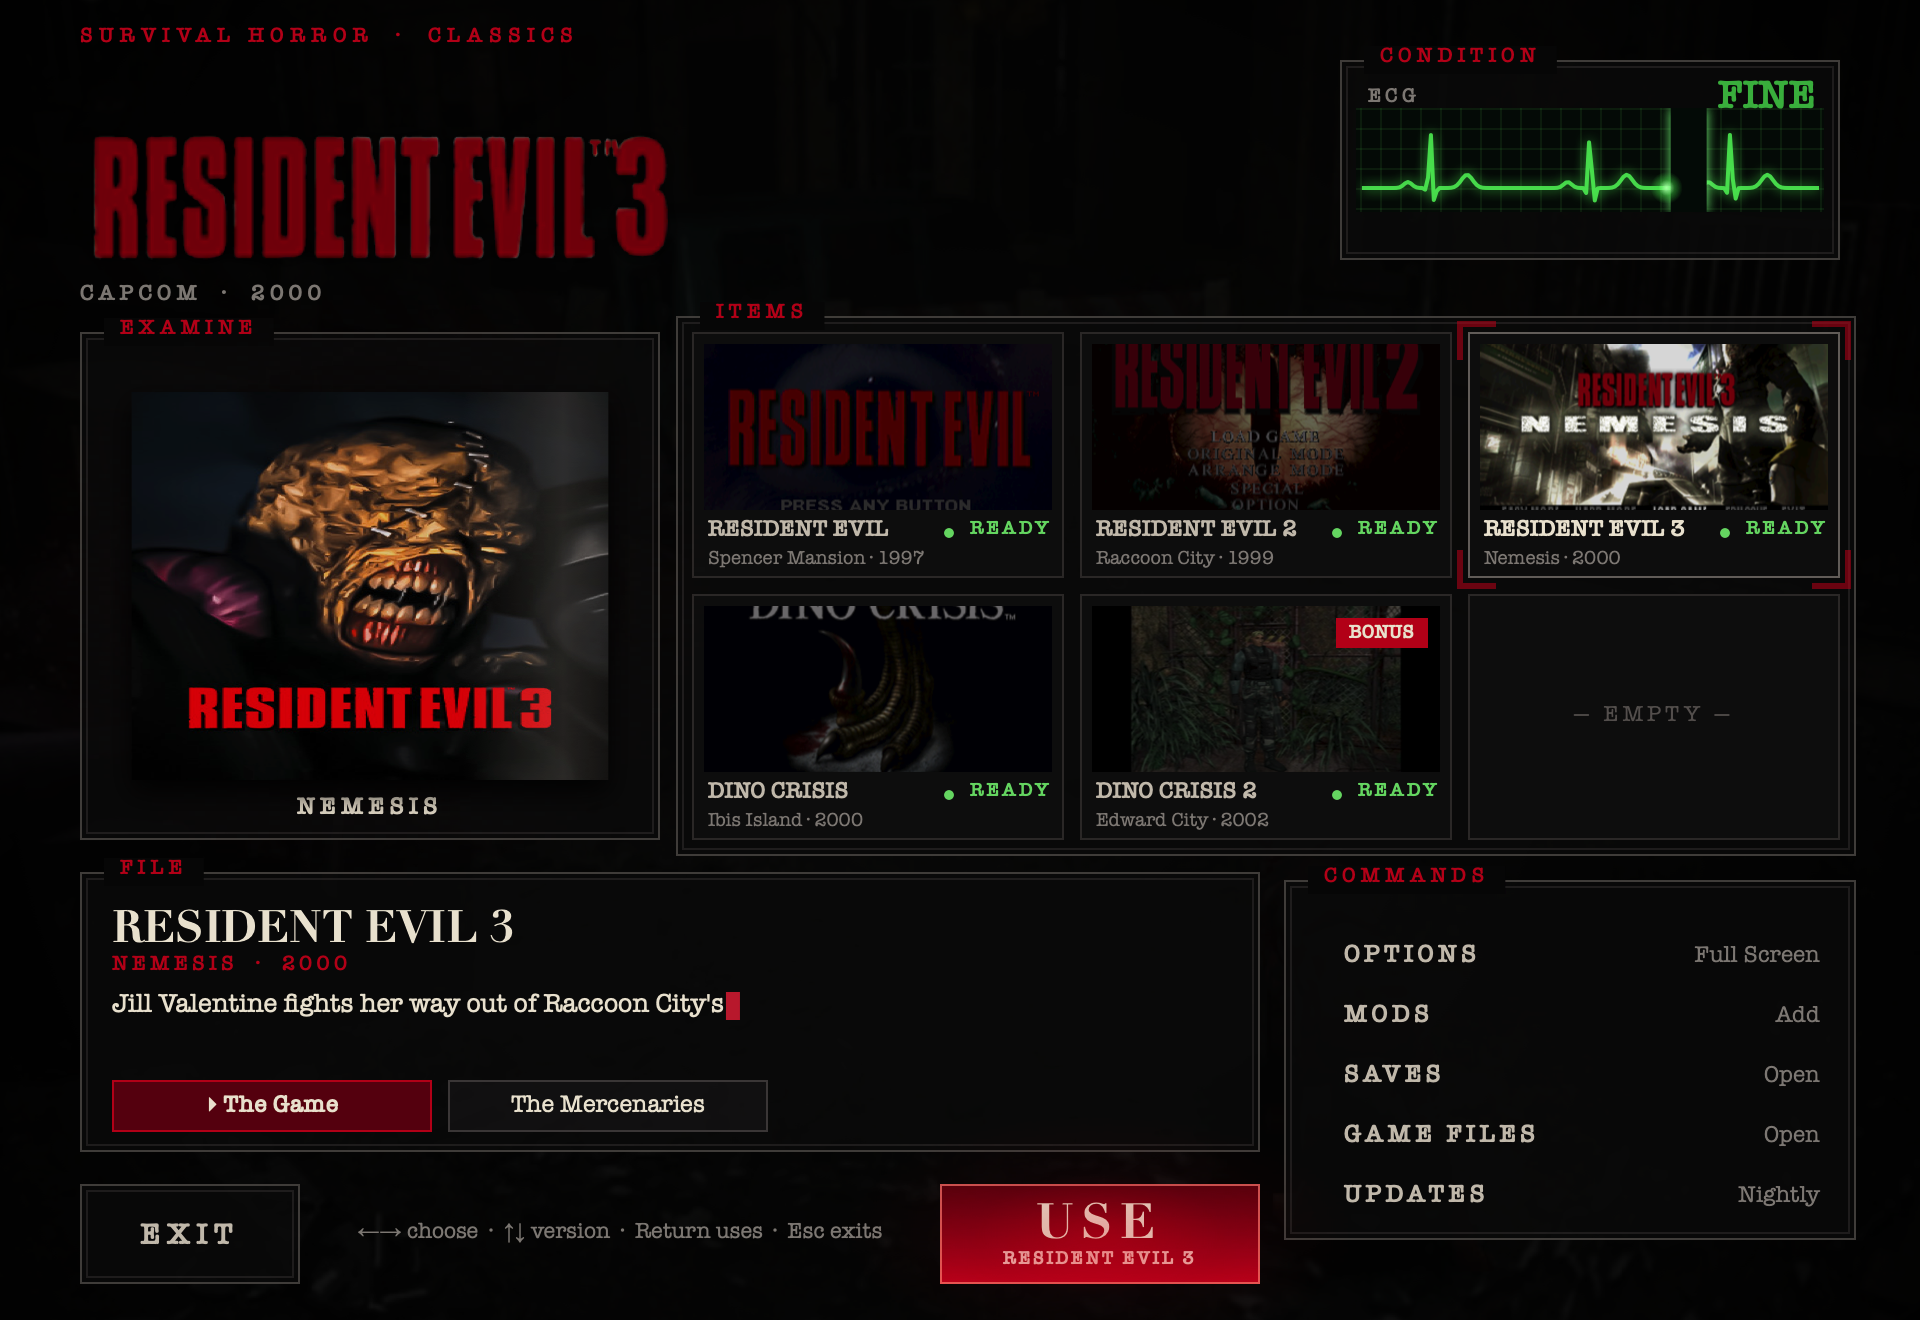 SURVIVAL HORROR · CLASSICS
CONDITION
ECG
FINE
RESIDENT EVIL™ 3
CAPCOM · 2000
EXAMINE
RESIDENT EVIL 3
NEMESIS
ITEMS
RESIDENT EVIL™
PRESS ANY BUTTON
RESIDENT EVIL
READY
Spencer Mansion · 1997
RESIDENT EVIL 2
LOAD GAME
ORIGINAL MODE
ARRANGE MODE
SPECIAL
OPTION
RESIDENT EVIL 2
READY
Raccoon City · 1999
RESIDENT EVIL 3
NEMESIS
RESIDENT EVIL 3
READY
Nemesis · 2000
DINO CRISIS™
DINO CRISIS
READY
Ibis Island · 2000
BONUS
DINO CRISIS 2
READY
Edward City · 2002
— EMPTY —
FILE
RESIDENT EVIL 3
NEMESIS · 2000
Jill Valentine fights her way out of Raccoon City's
The Game
The Mercenaries
COMMANDS
OPTIONS Full Screen
MODS Add
SAVES Open
GAME FILES Open
UPDATES Nightly
EXIT
←→ choose · ↑↓ version · Return uses · Esc exits
USE
RESIDENT EVIL 3